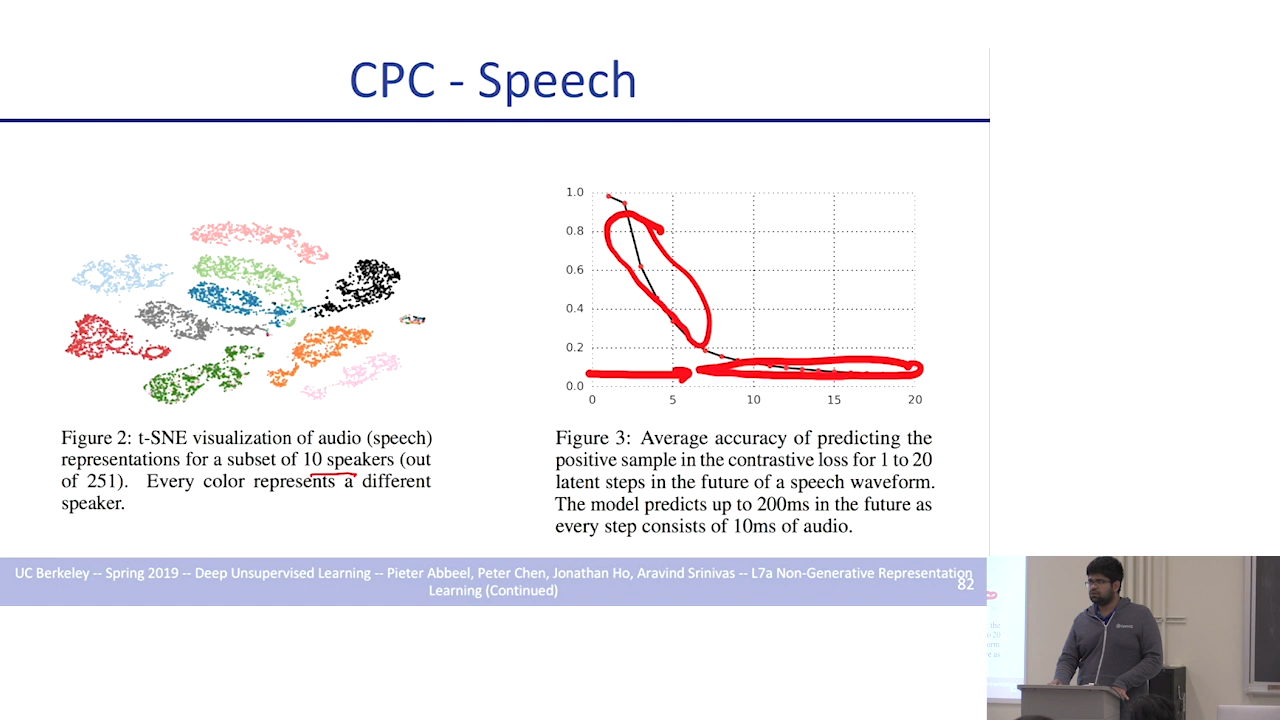 CPC - Speech
1.0
0.8
0.6
0.4
0.2
0.0
0
5
10
15
20
Figure 2: t-SNE visualization of audio (speech)
representations for a subset of 10 speakers (out
of 251). Every color represents a different
speaker.
Figure 3: Average accuracy of predicting the
positive sample in the contrastive loss for 1 to 20
latent steps in the future of a speech waveform.
The model predicts up to 200ms in the future as
every step consists of 10ms of audio.
UC Berkeley -- Spring 2019 -- Deep Unsupervised Learning -- Pieter Abbeel, Peter Chen, Jonathan Ho, Aravind Srinivas -- L7a Non-Generative Representation
Learning (Continued)
82